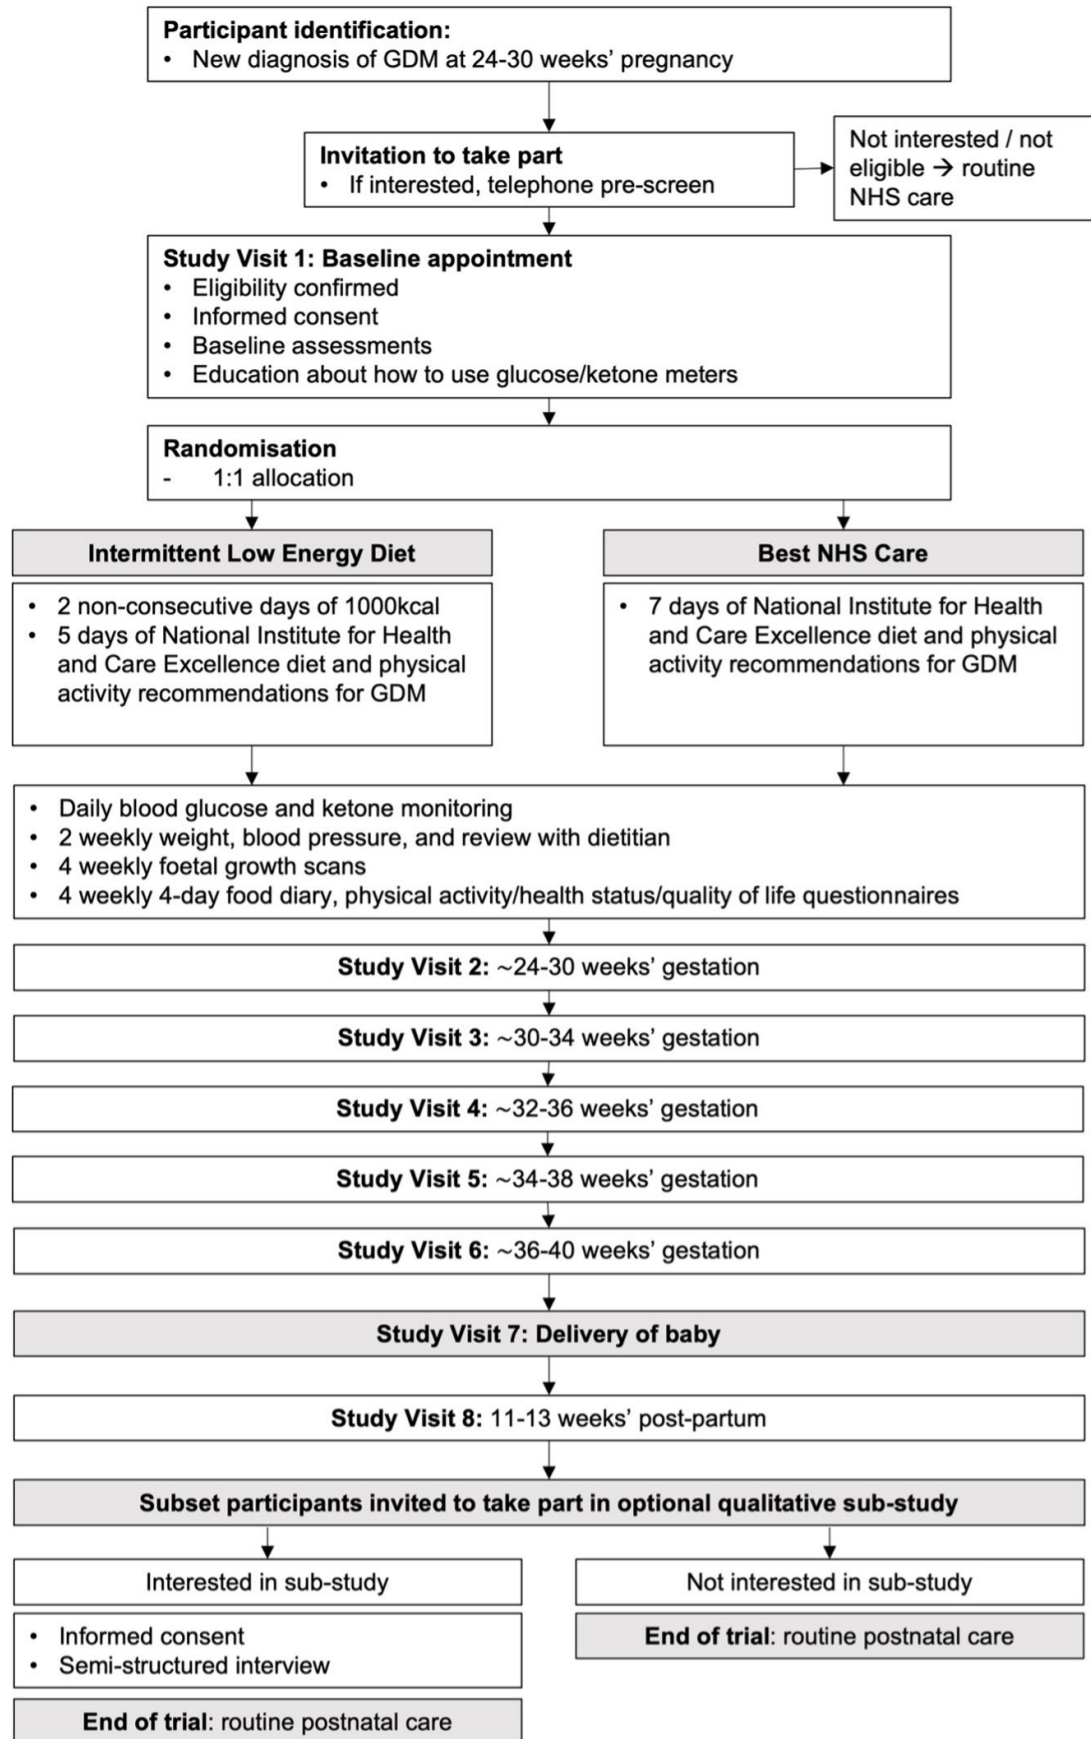 Participant identification:
• New diagnosis of GDM at 24-30 weeks’ pregnancy
Invitation to take part
• If interested, telephone pre-screen
Not interested / not
eligible → routine
NHS care
Study Visit 1: Baseline appointment
• Eligibility confirmed
• Informed consent
• Baseline assessments
• Education about how to use glucose/ketone meters
Randomisation
- 1:1 allocation
Intermittent Low Energy Diet
• 2 non-consecutive days of 1000kcal
• 5 days of National Institute for Health
and Care Excellence diet and physical
activity recommendations for GDM
Best NHS Care
• 7 days of National Institute for Health
and Care Excellence diet and physical
activity recommendations for GDM
• Daily blood glucose and ketone monitoring
• 2 weekly weight, blood pressure, and review with dietitian
• 4 weekly foetal growth scans
• 4 weekly 4-day food diary, physical activity/health status/quality of life questionnaires
Study Visit 2: ~24-30 weeks’ gestation
Study Visit 3: ~30-34 weeks’ gestation
Study Visit 4: ~32-36 weeks’ gestation
Study Visit 5: ~34-38 weeks’ gestation
Study Visit 6: ~36-40 weeks’ gestation
Study Visit 7: Delivery of baby
Study Visit 8: 11-13 weeks’ post-partum
Subset participants invited to take part in optional qualitative sub-study
Interested in sub-study
• Informed consent
• Semi-structured interview
End of trial: routine postnatal care
Not interested in sub-study
End of trial: routine postnatal care